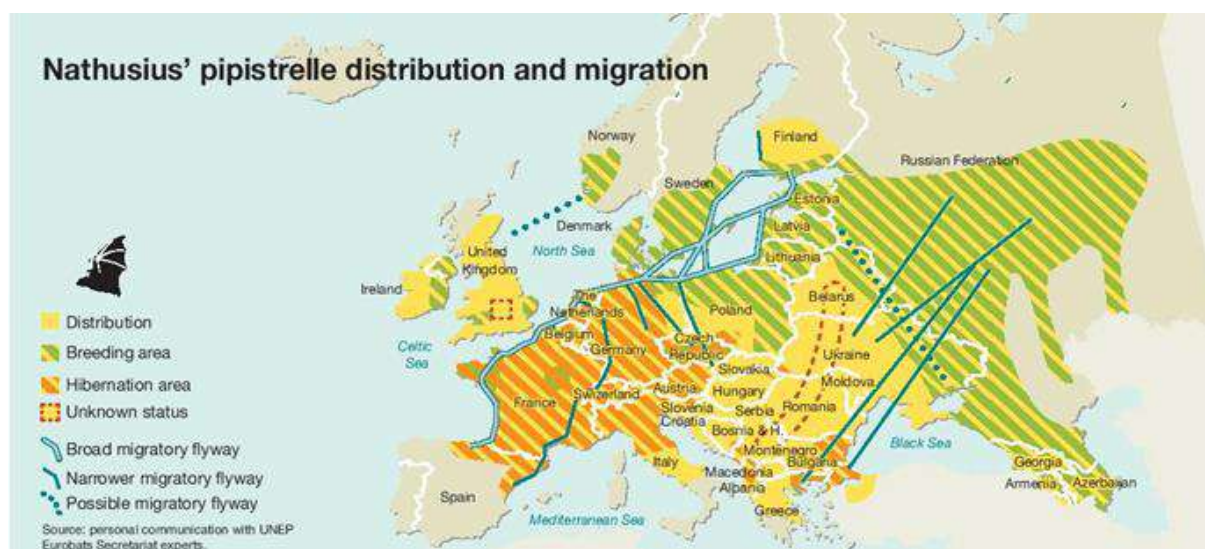 Nathusius' pipistrelle distribution and migration
Norway
Finland
Russian Federation
Sweden
Estonia
Denmark
Latvia
North Sea
United
Kingdom
Lithuania
Ireland
The
Netherlands
Belarus
Poland
Distribution
Belgium
Celtic
Sea
Germany
Czech
Republic
Ukraine
Breeding area
Slovakia
Moldova
Hibernation area
France
Switzerland
Austria
Hungary
Unknown status
Slovenia
Croatia
Serbia
Romania
Bosnia & H.
Broad migratory flyway
Montenegro
Black Sea
Narrower migratory flyway
Italy
Bulgaria
Georgia
Possible migratory flyway
Spain
Macedonia
Armenia
Azerbaijan
Albania
Greece
Mediterranean Sea
Source: personal communication with UNEP
Eurobats Secretariat experts.